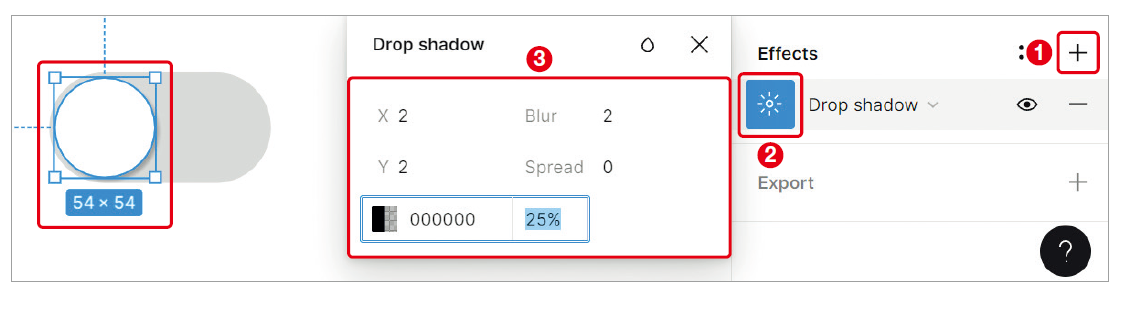 Drop shadow
3
X 2 Blur 2
Y 2 Spread 0
000000 25%
54 × 54
Effects
1
Drop shadow
2
Export
?